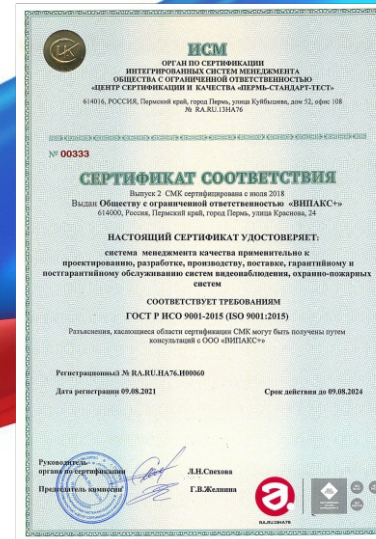 ИСМ
ОРГАН ПО СЕРТИФИКАЦИИ
ИНТЕГРИРОВАННЫХ СИСТЕМ МЕНЕДЖМЕНТА
ОБЩЕСТВА С ОГРАНИЧЕННОЙ ОТВЕТСТВЕННОСТЬЮ
«ЦЕНТР СЕРТИФИКАЦИИ И КАЧЕСТВА «ПЕРМЬ-СТАНДАРТ-ТЕСТ»
614016, РОССИЯ, Пермский край, город Пермь, улица Куйбышева, дом 52, офис 108
№ RA.RU.13НА76
№ 00333
СЕРТИФИКАТ СООТВЕТСТВИЯ
Выпуск 2 СМК сертифицирована с июля 2018
Выдан Обществу с ограниченной ответственностью «ВИПАКС+»
614000, Россия, Пермский край, город Пермь, улица Краснова, 24
НАСТОЯЩИЙ СЕРТИФИКАТ УДОСТОВЕРЯЕТ:
система менеджмента качества применительно к
проектированию, разработке, производству, поставке, гарантийному и
постгарантийному обслуживанию систем видеонаблюдения, охранно-пожарных
систем
СООТВЕТСТВУЕТ ТРЕБОВАНИЯМ
ГОСТ Р ИСО 9001-2015 (ISO 9001:2015)
Разъяснения, касающиеся области сертификации СМК могут быть получены путем
консультаций с ООО «ВИПАКС+»
Регистрационный № RA.RU.НА76.И00060
Дата регистрации 09.08.2021 Срок действия до 09.08.2024
Руководитель
органа по сертификации Л.Н.Спехова
Председатель комиссии Г.В.Желнина
RA.RU.13НА76